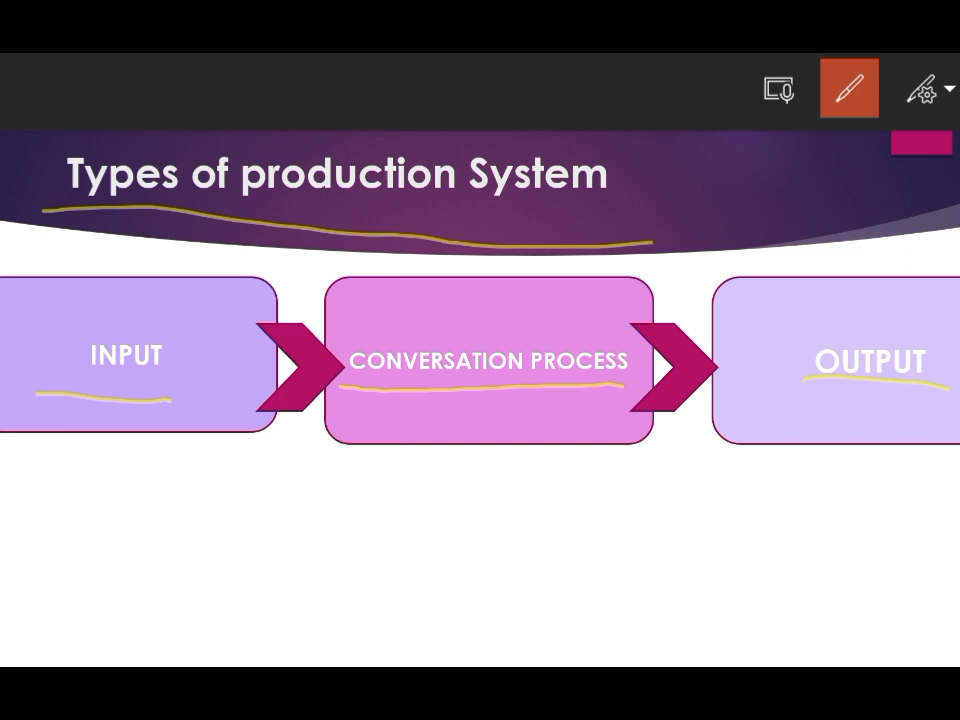 Types of production System
INPUT
CONVERSATION PROCESS
OUTPUT